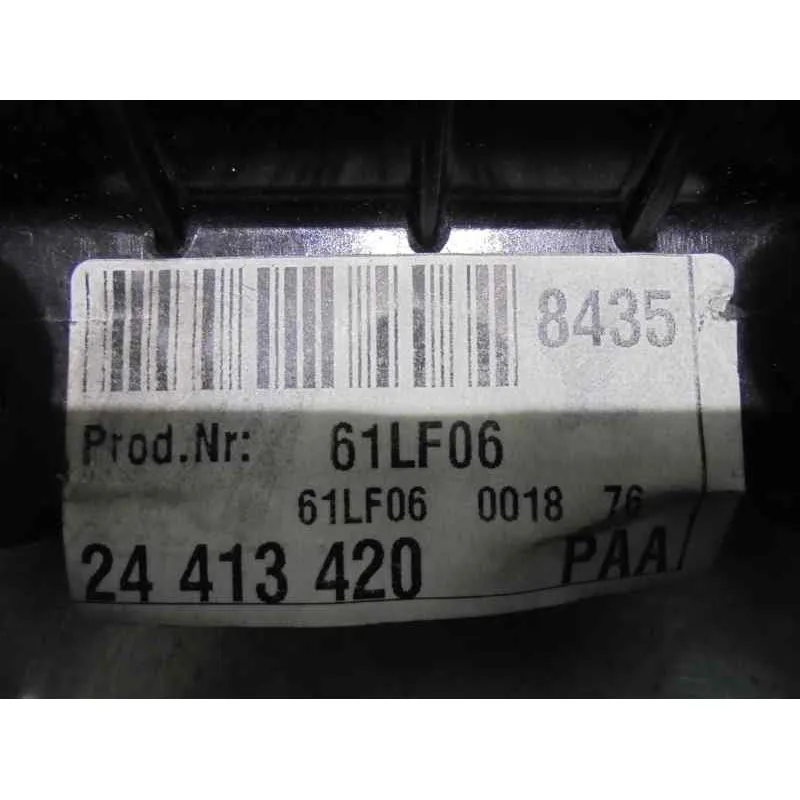 8435
Prod.Nr: 61LF06
61LF06 0018 76
24 413 420 PAA